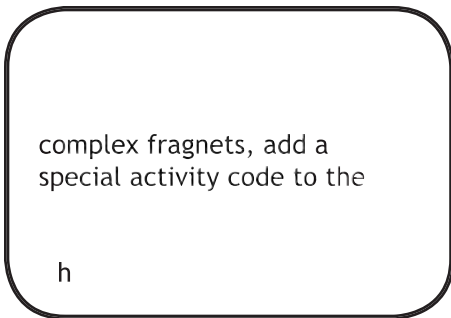 complex fragnets, add a
special activity code to the
h